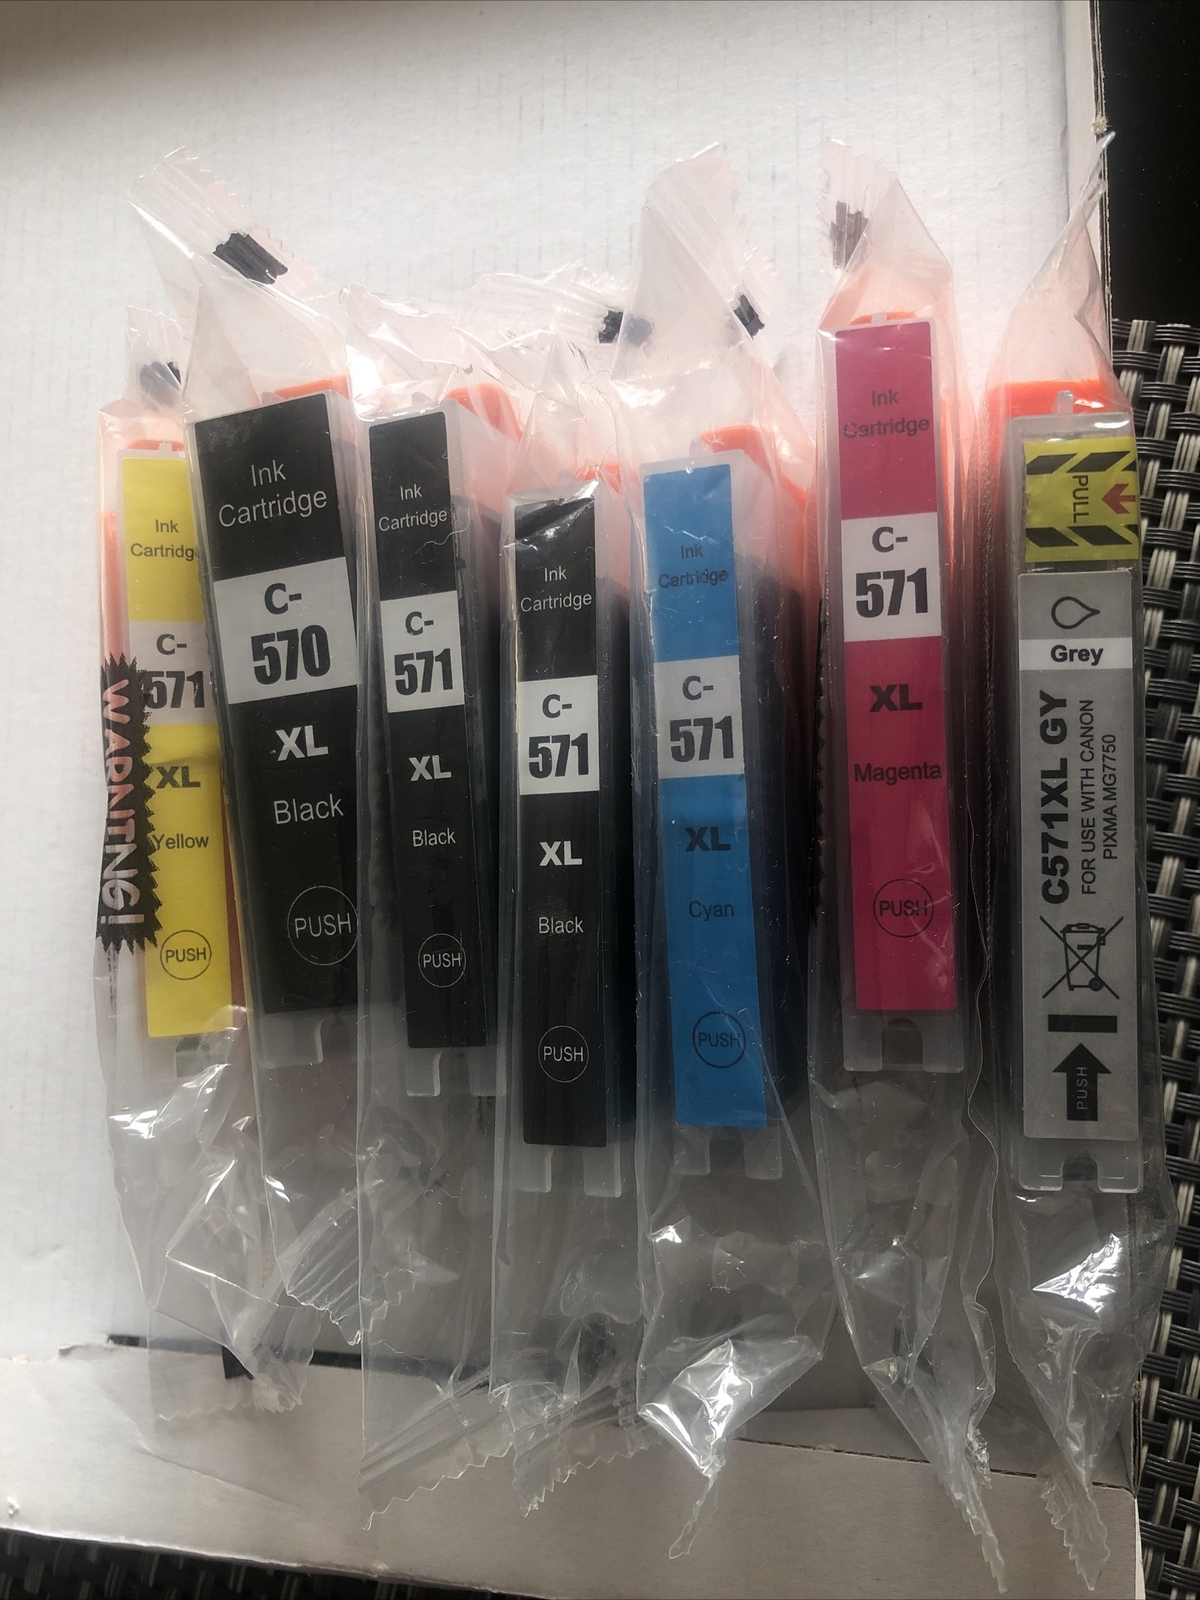 Ink
Cartridge
C-
571
XL
Yellow
PUSH
WARNING!
Ink
Cartridge
C-
570
XL
Black
PUSH
Ink
Cartridge
C-
571
XL
Black
PUSH
Ink
Cartridge
C-
571
XL
Black
PUSH
Ink
Cartridge
C-
571
XL
Cyan
PUSH
Ink
Cartridge
C-
571
XL
Magenta
PUSH
PULL
Grey
C571XL GY
FOR USE WITH CANON
PIXMA MG7750
PUSH